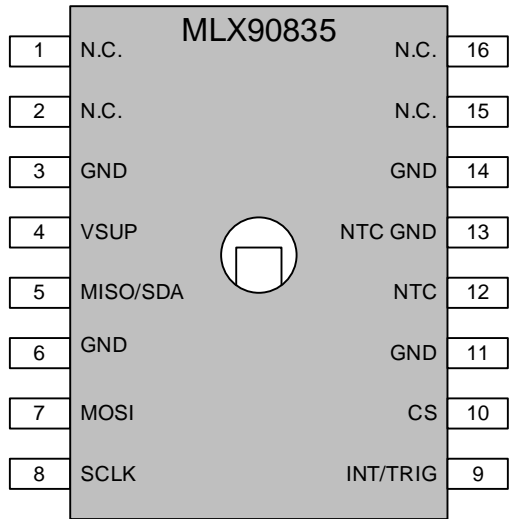 MLX90835
1 N.C. N.C. 16
2 N.C. N.C. 15
3 GND GND 14
4 VSUP NTC GND 13
5 MISO/SDA NTC 12
6 GND GND 11
7 MOSI CS 10
8 SCLK INT/TRIG 9